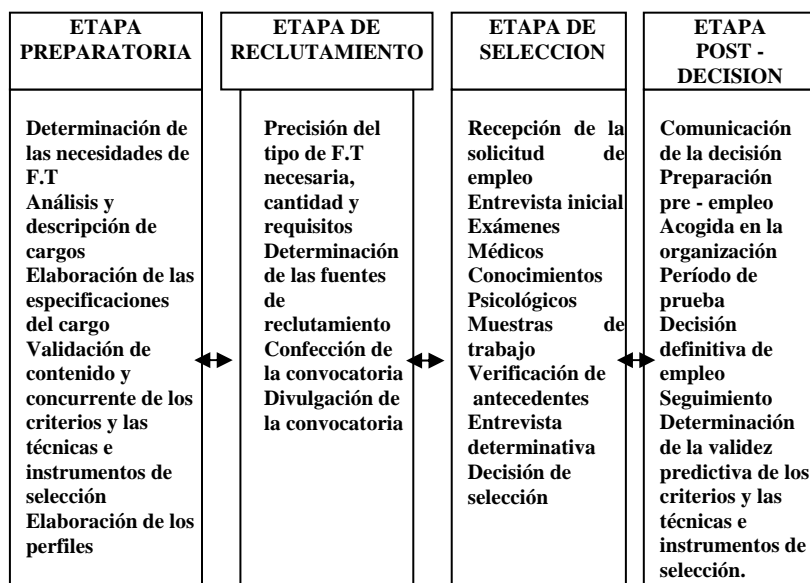 ETAPA
PREPARATORIA
Determinación de
las necesidades de
F.T
Análisis y
descripción de
cargos
Elaboración de las
especificaciones
del cargo
Validación de
contenido y
concurrente de los
criterios y las
técnicas e
instrumentos de
selección
Elaboración de los
perfiles
ETAPA DE
RECLUTAMIENTO
Precisión del
tipo de F.T
necesaria,
cantidad y
requisitos
Determinación
de las fuentes
de
reclutamiento
Confección de
la convocatoria
Divulgación de
la convocatoria
ETAPA DE
SELECCION
Recepción de la
solicitud de
empleo
Entrevista inicial
Exámenes
Médicos
Conocimientos
Psicológicos
Muestras de
trabajo
Verificación de
antecedentes
Entrevista
determinativa
Decisión de
selección
ETAPA
POST -
DECISION
Comunicación
de la decisión
Preparación
pre - empleo
Acogida en la
organización
Período de
prueba
Decisión
definitiva de
empleo
Seguimiento
Determinación
de la validez
predictiva de los
criterios y las
técnicas e
instrumentos de
selección.